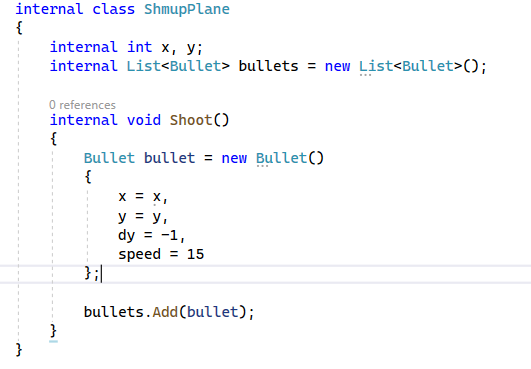 internal class ShmupPlane
{
internal int x, y;
internal List<Bullet> bullets = new List<Bullet>();
0 references
internal void Shoot()
{
Bullet bullet = new Bullet()
{
x = x,
y = y,
dy = -1,
speed = 15
};
bullets.Add(bullet);
}
}